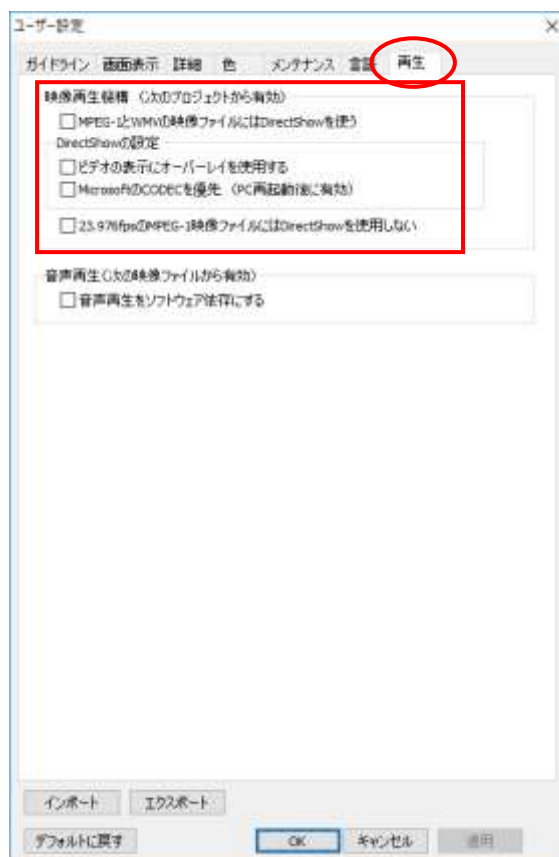 ユーザー設定
ガイドライン 画面表示 詳細 色 メンテナンス 言語 再生
映像再生機構 (次のプロジェクトから有効)
MPEG-1とWMVの映像ファイルにはDirectShowを使う
DirectShowの設定
ビデオの表示にオーバーレイを使用する
MicrosoftのCODECを優先 (PC再起動後に有効)
23.976fpsのMPEG-1映像ファイルにはDirectShowを使用しない
音声再生(次の映像ファイルから有効)
音声再生をソフトウェア依存にする
インポート エクスポート
デフォルトに戻す OK キャンセル 適用